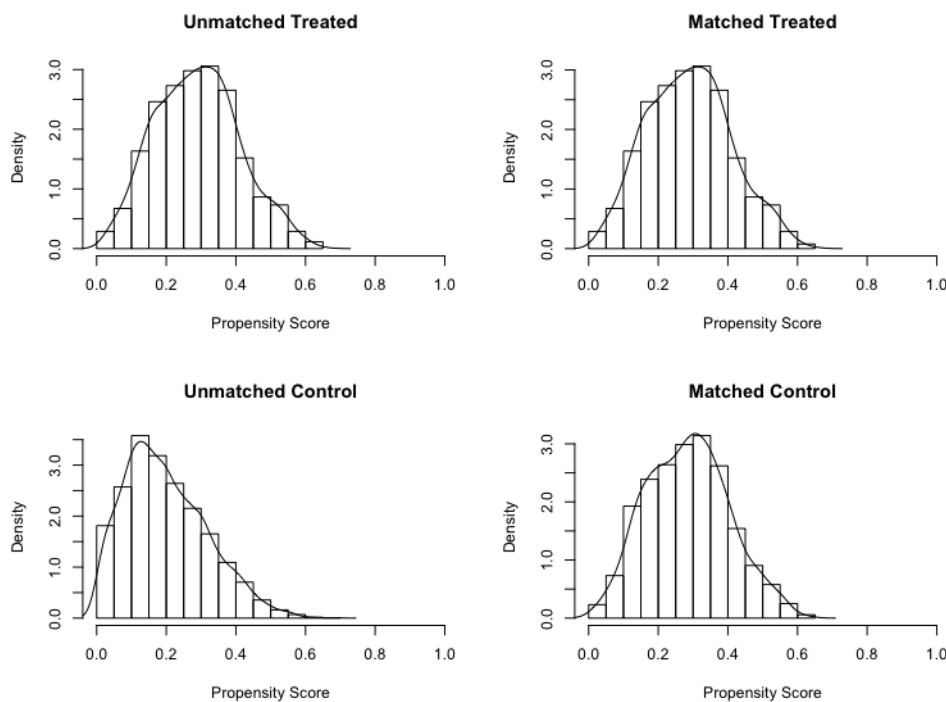 Unmatched Treated
Density
0.0 1.0 3.0
0.0 0.2 0.4 0.6 0.8 1.0
Propensity Score
Matched Treated
Density
0.0 1.0 2.0 3.0
0.0 0.2 0.4 0.6 0.8 1.0
Propensity Score
Unmatched Control
Density
0.0 1.0 2.0 3.0
0.0 0.2 0.4 0.6 0.8 1.0
Propensity Score
Matched Control
Density
0.0 1.0 2.0 3.0
0.0 0.2 0.4 0.6 0.8 1.0
Propensity Score